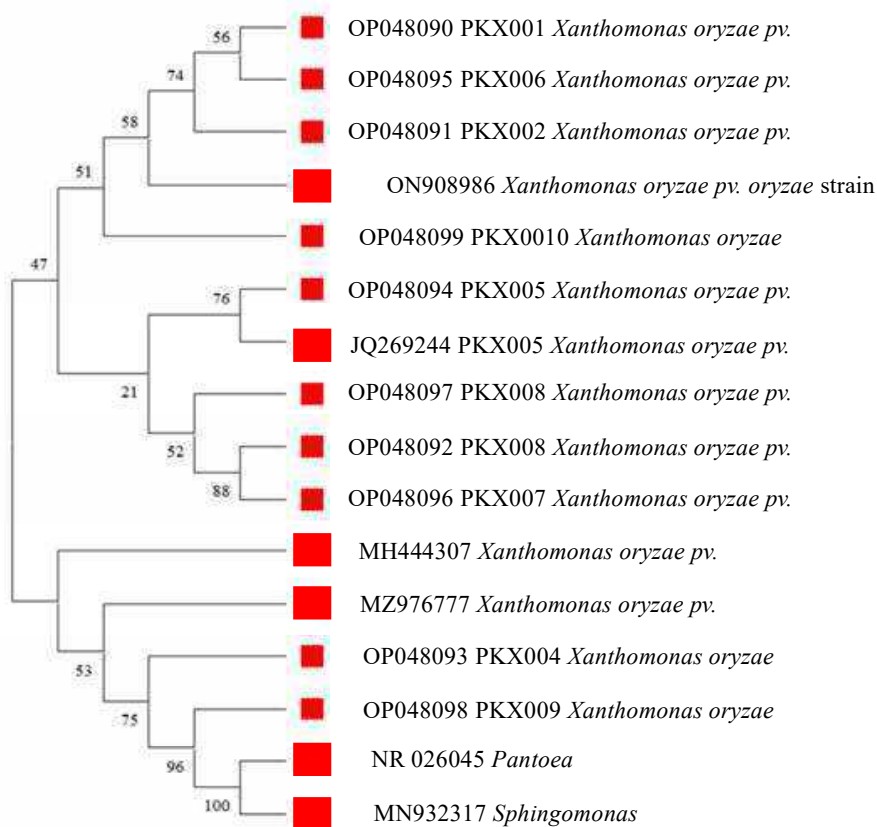 56
OP048090 PKX001 Xanthomonas oryzae pv.
74
OP048095 PKX006 Xanthomonas oryzae pv.
58
OP048091 PKX002 Xanthomonas oryzae pv.
51
ON908986 Xanthomonas oryzae pv. oryzae strain
OP048099 PKX0010 Xanthomonas oryzae
47
76
OP048094 PKX005 Xanthomonas oryzae pv.
JQ269244 PKX005 Xanthomonas oryzae pv.
21
OP048097 PKX008 Xanthomonas oryzae pv.
52
OP048092 PKX008 Xanthomonas oryzae pv.
88
OP048096 PKX007 Xanthomonas oryzae pv.
MH444307 Xanthomonas oryzae pv.
MZ976777 Xanthomonas oryzae pv.
53
OP048093 PKX004 Xanthomonas oryzae
75
OP048098 PKX009 Xanthomonas oryzae
96
NR 026045 Pantoea
100
MN932317 Sphingomonas